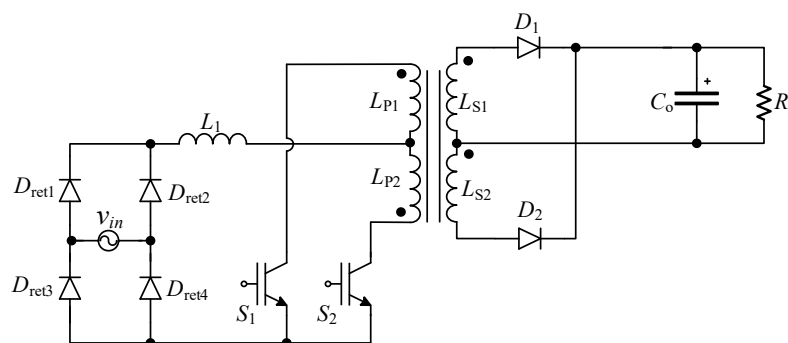 D1
LP1
LS1
Co
+
R
L1
LP2
LS2
Dret1
Dret2
vin
D2
Dret3
Dret4
S1
S2